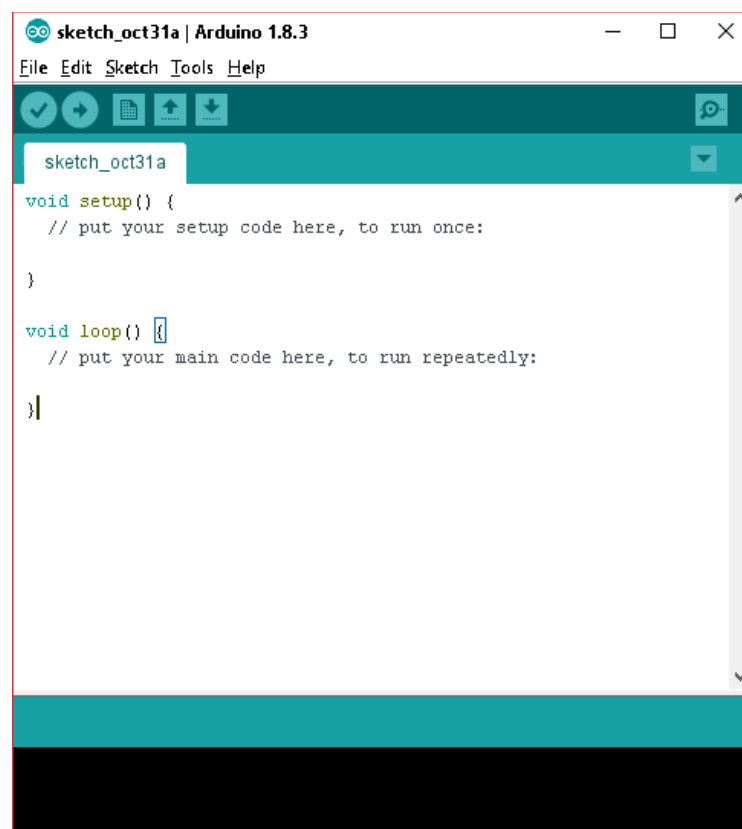 sketch_oct31a | Arduino 1.8.3
File Edit Sketch Tools Help
sketch_oct31a
void setup() {
  // put your setup code here, to run once:
}
void loop() {
  // put your main code here, to run repeatedly:
}